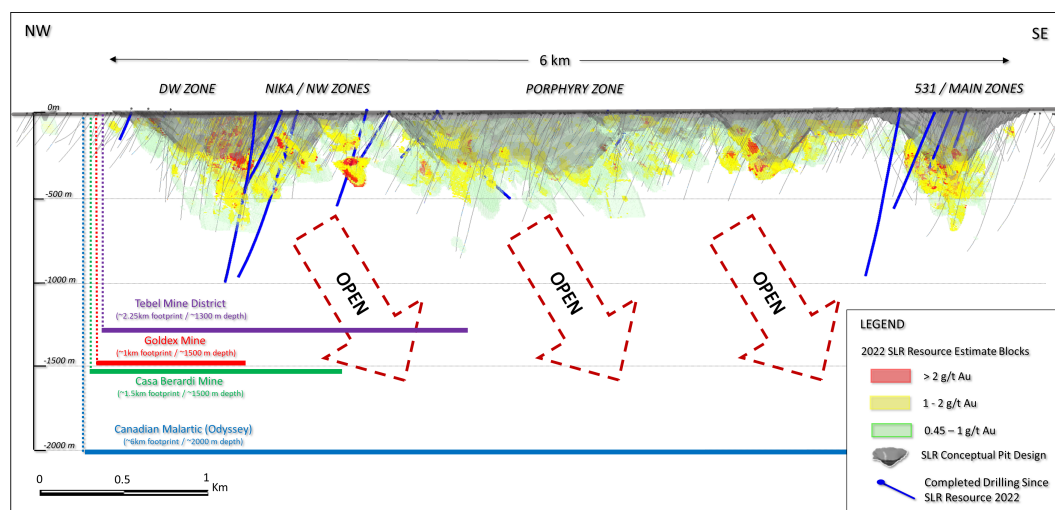 NW
SE
6 km
DW ZONE
NIKA / NW ZONES
PORPHYRY ZONE
531 / MAIN ZONES
0m
-500m
-1000 m
-1500 m
-2000 m
OPEN
OPEN
OPEN
Tebel Mine District
(~2.25km footprint / ~1300 m depth)
Goldex Mine
(~1km footprint / ~1500 m depth)
Casa Berardi Mine
(~1.5km footprint / ~1500 m depth)
Canadian Malartic (Odyssey)
(~6km footprint / ~2000 m depth)
0
0.5
1
Km
LEGEND
2022 SLR Resource Estimate Blocks
> 2 g/t Au
1 - 2 g/t Au
0.45 – 1 g/t Au
SLR Conceptual Pit Design
Completed Drilling Since
SLR Resource 2022